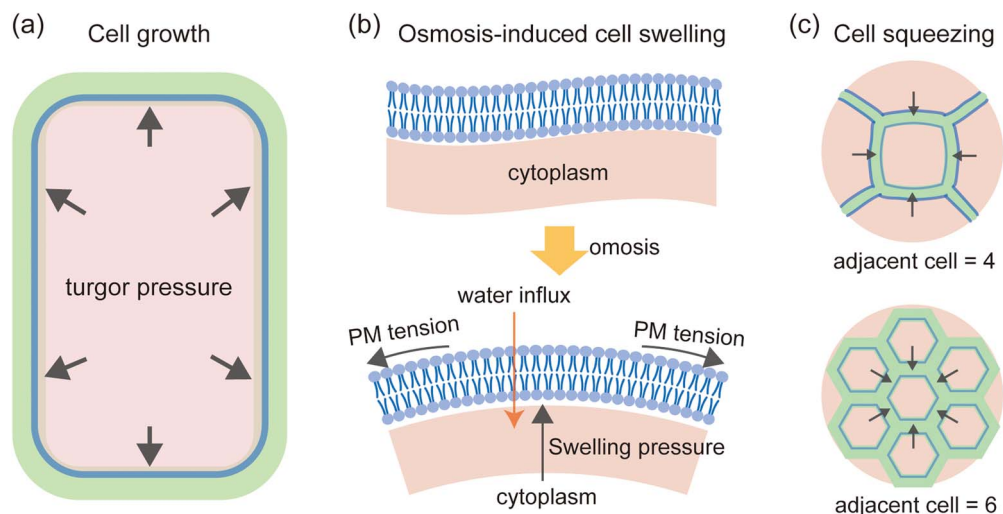 (a)
Cell growth
turgor pressure
(b)
Osmosis-induced cell swelling
cytoplasm
omosis
water influx
PM tension
PM tension
Swelling pressure
cytoplasm
(c)
Cell squeezing
adjacent cell = 4
adjacent cell = 6